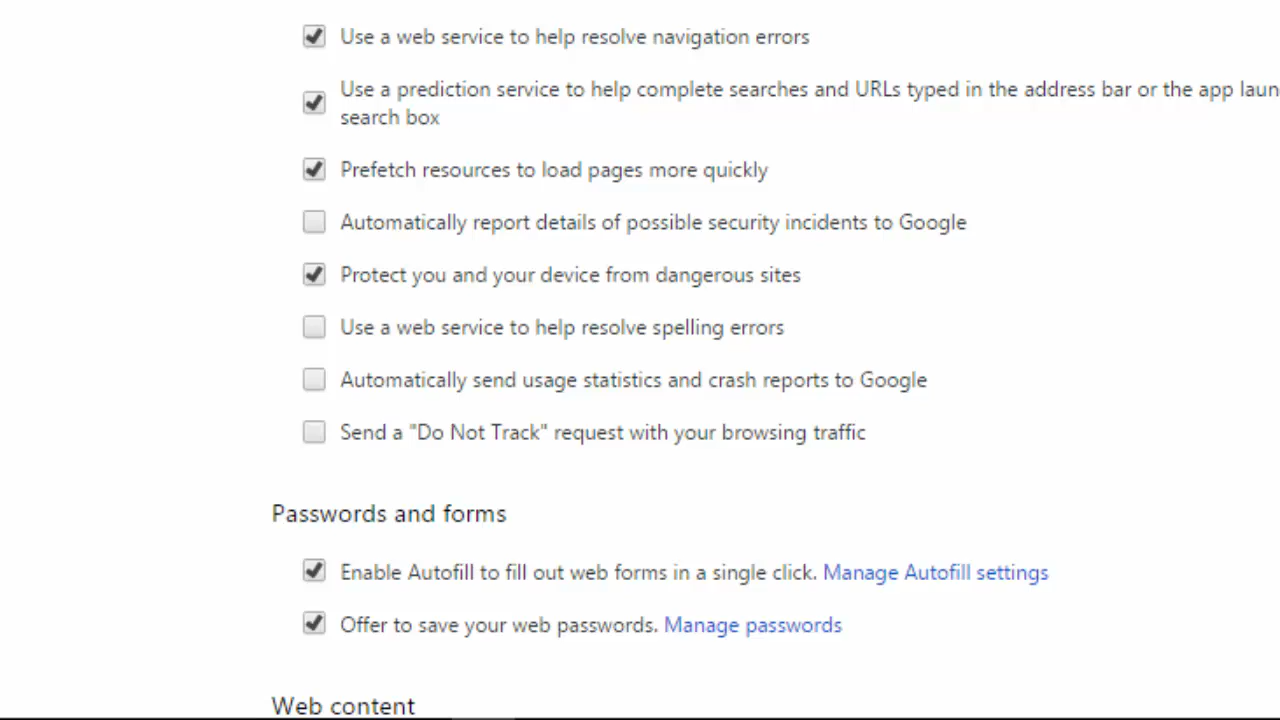 Use a web service to help resolve navigation errors
Use a prediction service to help complete searches and URLs typed in the address bar or the app
search box
Prefetch resources to load pages more quickly
Automatically report details of possible security incidents to Google
Protect you and your device from dangerous sites
Use a web service to help resolve spelling errors
Automatically send usage statistics and crash reports to Google
Send a "Do Not Track" request with your browsing traffic
Passwords and forms
Enable Autofill to fill out web forms in a single click. Manage Autofill settings
Offer to save your web passwords. Manage passwords
Web content